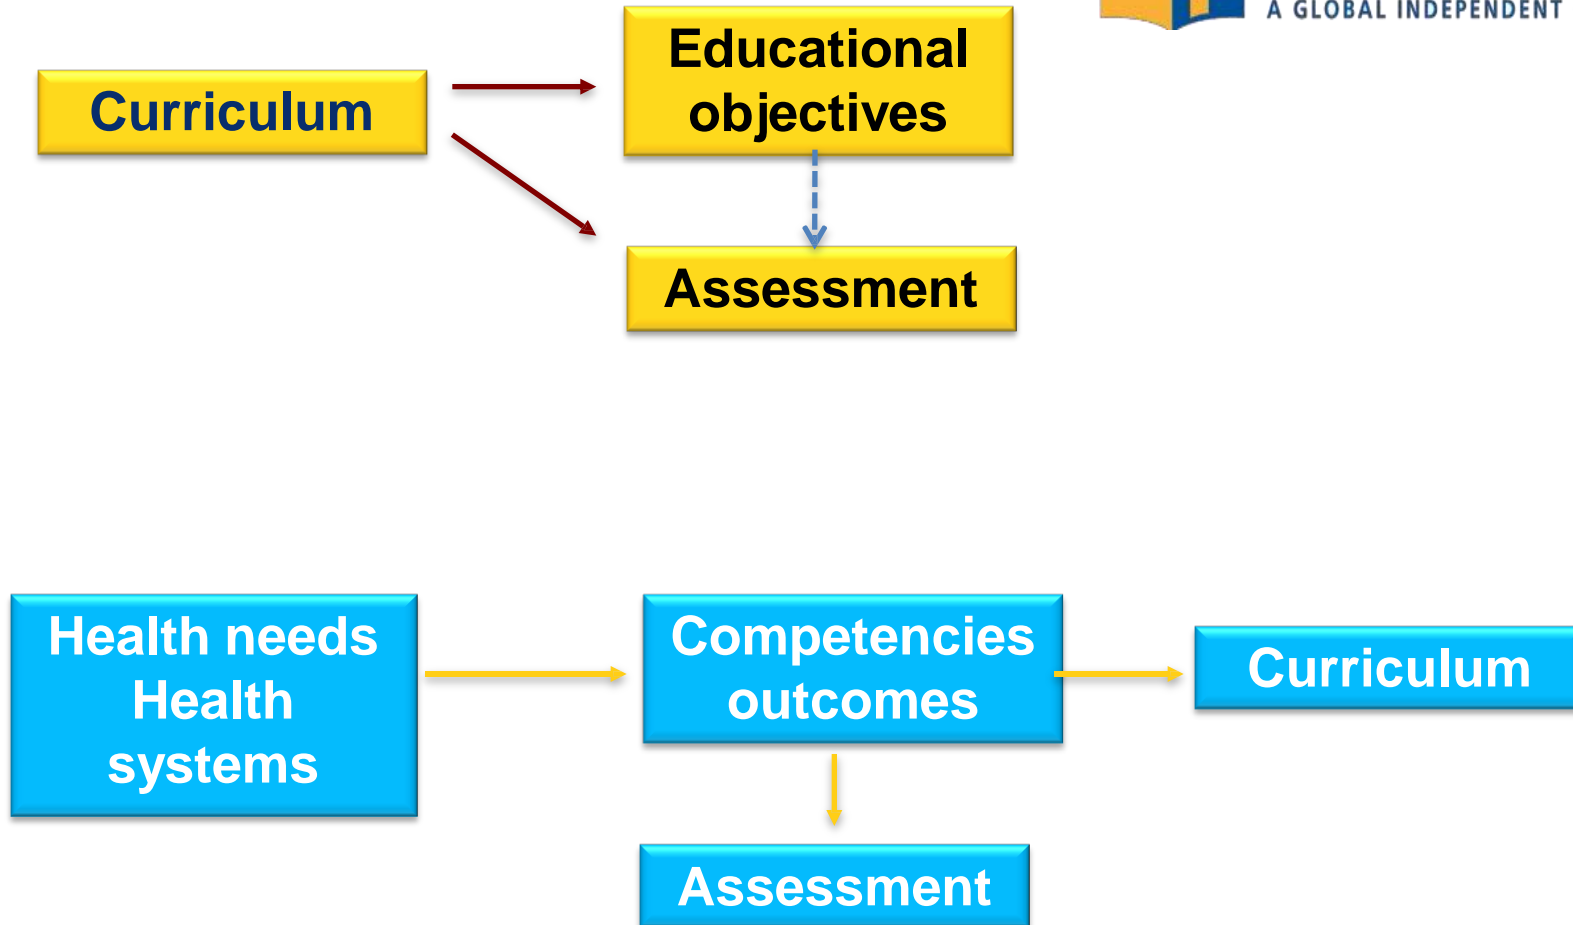 A GLOBAL INDEPENDENT
Educational
objectives
Curriculum
Assessment
Health needs
Health
systems
Competencies
outcomes
Curriculum
Assessment